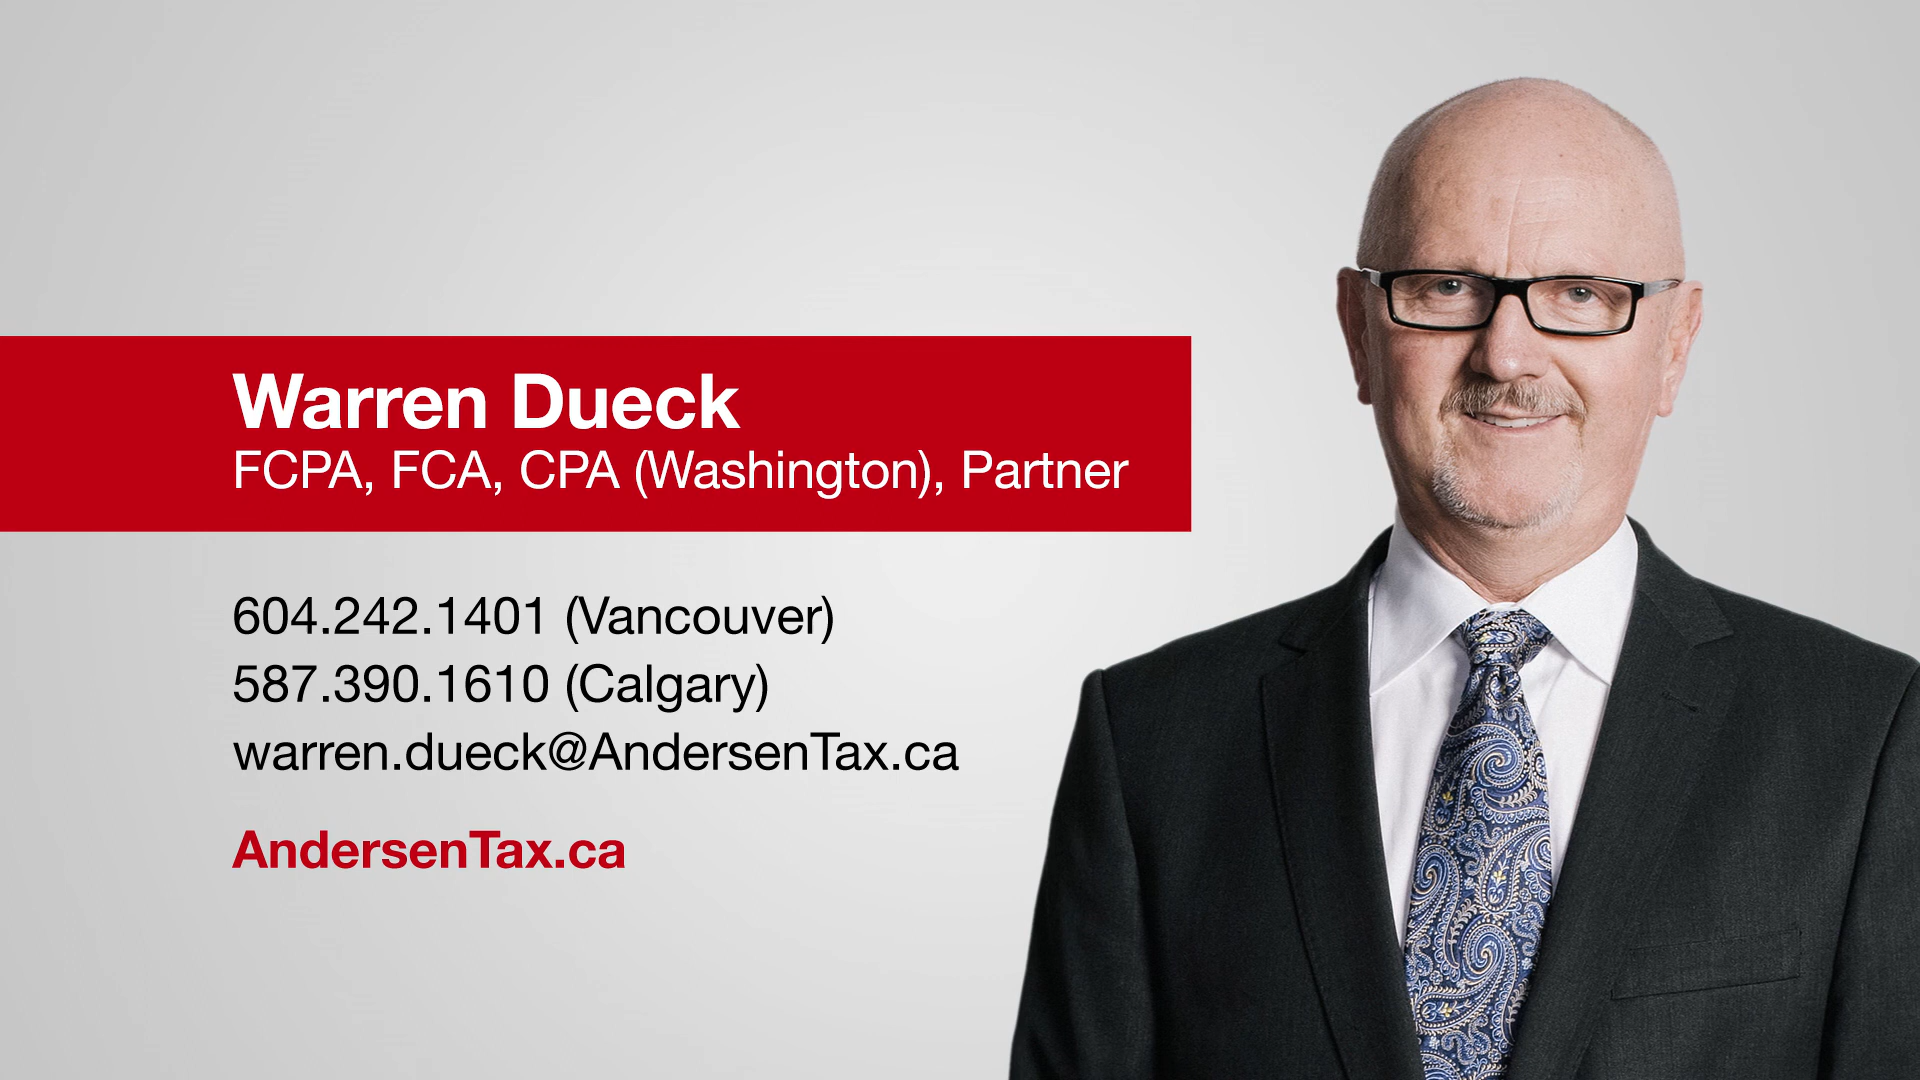 Warren Dueck
FCPA, FCA, CPA (Washington), Partner
604.242.1401 (Vancouver)
587.390.1610 (Calgary)
warren.dueck@AndersenTax.ca
AndersenTax.ca